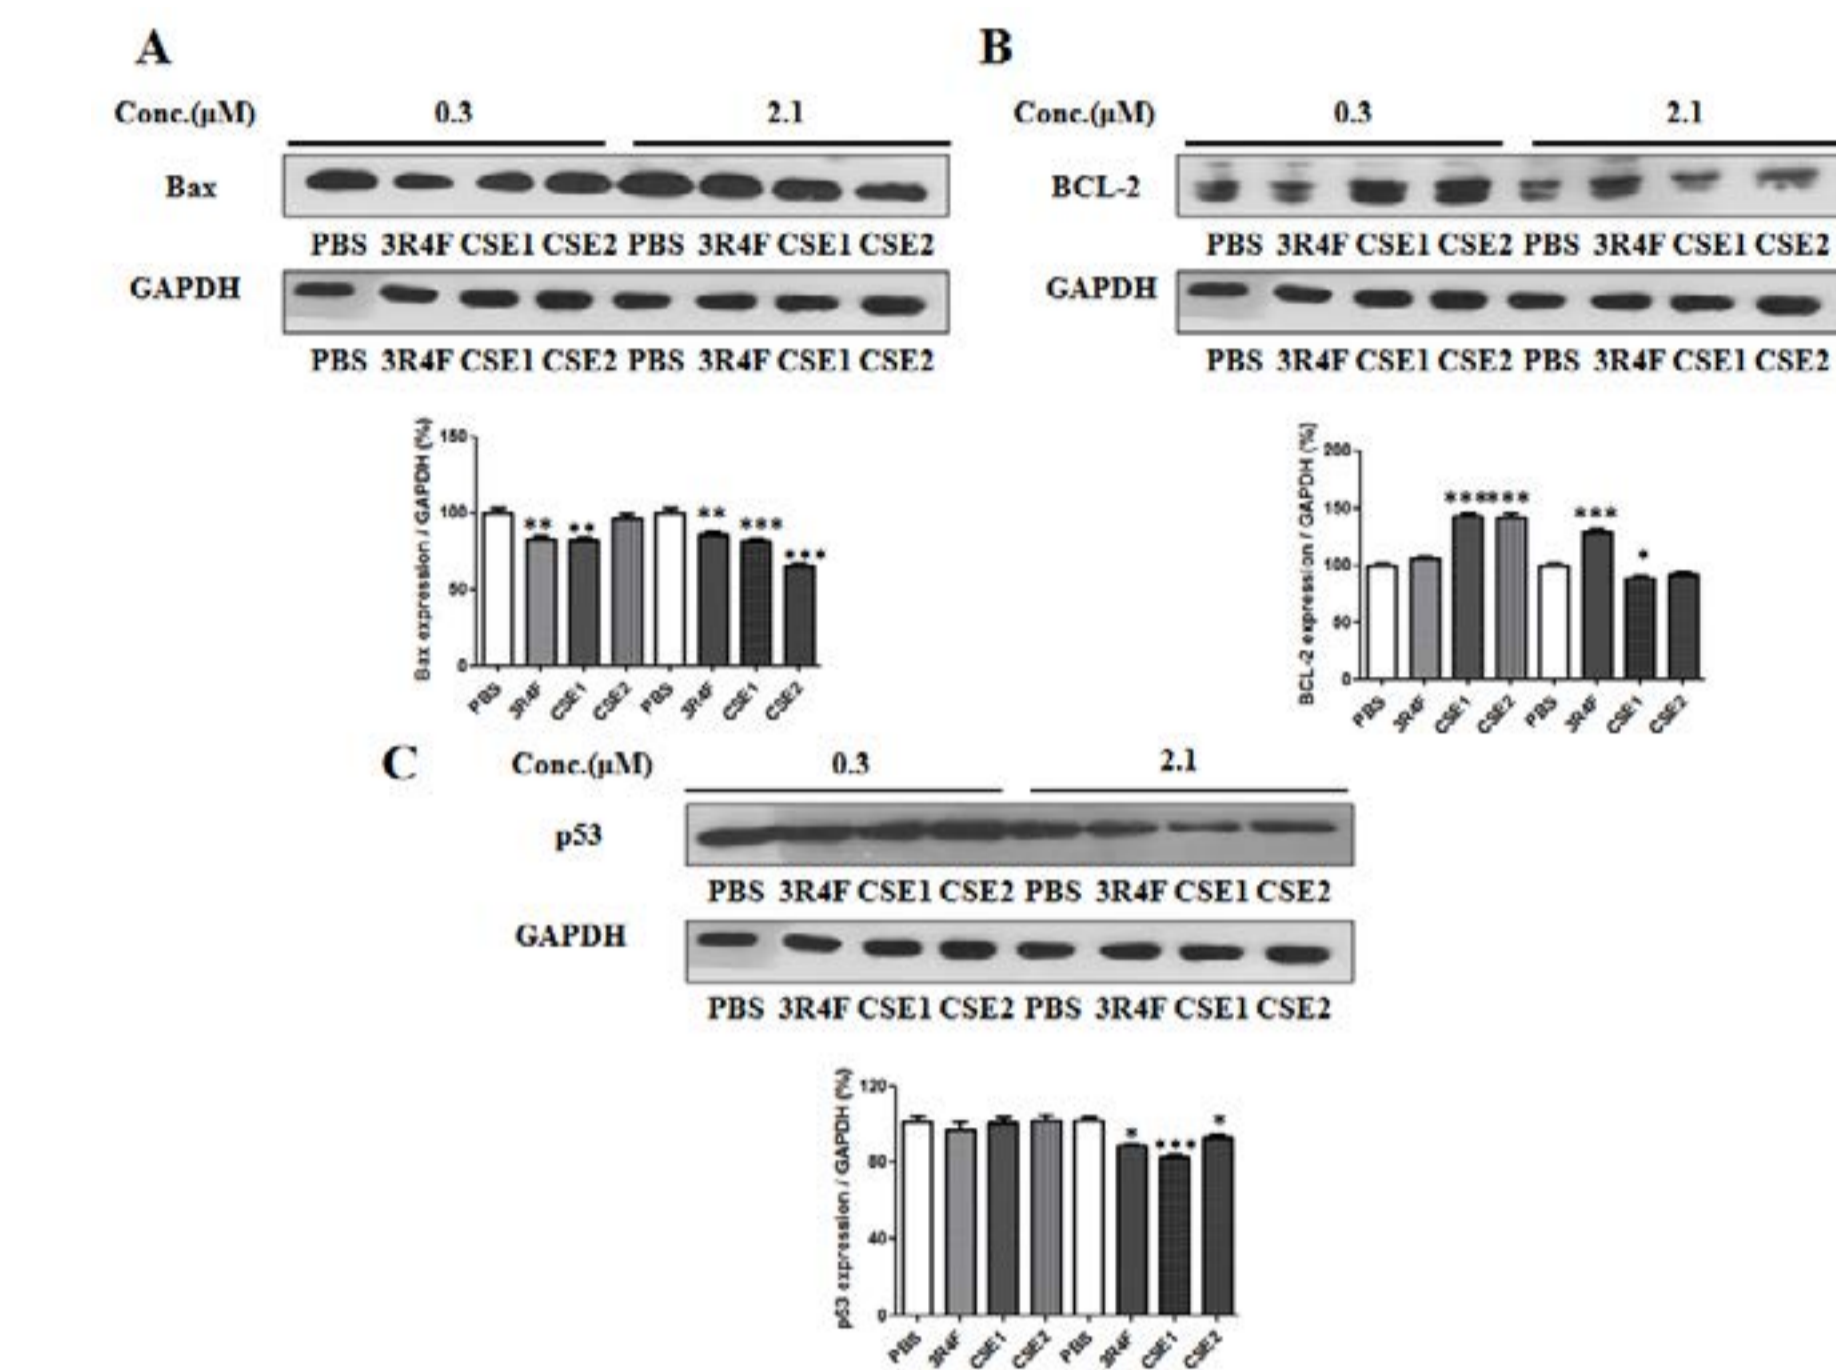 A
Conc.(μM) 0.3 2.1
Bax
PBS 3R4F CSE1 CSE2 PBS 3R4F CSE1 CSE2
GAPDH
PBS 3R4F CSE1 CSE2 PBS 3R4F CSE1 CSE2
Bax expression / GAPDH (%)
150
100
50
0
** ** ** *** ***
PBS 3R4F CSE1 CSE2 PBS 3R4F CSE1 CSE2
B
Conc.(μM) 0.3 2.1
BCL-2
PBS 3R4F CSE1 CSE2 PBS 3R4F CSE1 CSE2
GAPDH
PBS 3R4F CSE1 CSE2 PBS 3R4F CSE1 CSE2
BCL-2 expression / GAPDH (%)
200
150
100
50
0
*** *** *** *
PBS 3R4F CSE1 CSE2 PBS 3R4F CSE1 CSE2
C
Conc.(μM) 0.3 2.1
p53
PBS 3R4F CSE1 CSE2 PBS 3R4F CSE1 CSE2
GAPDH
PBS 3R4F CSE1 CSE2 PBS 3R4F CSE1 CSE2
p53 expression / GAPDH (%)
120
80
40
0
* *** *
PBS 3R4F CSE1 CSE2 PBS 3R4F CSE1 CSE2